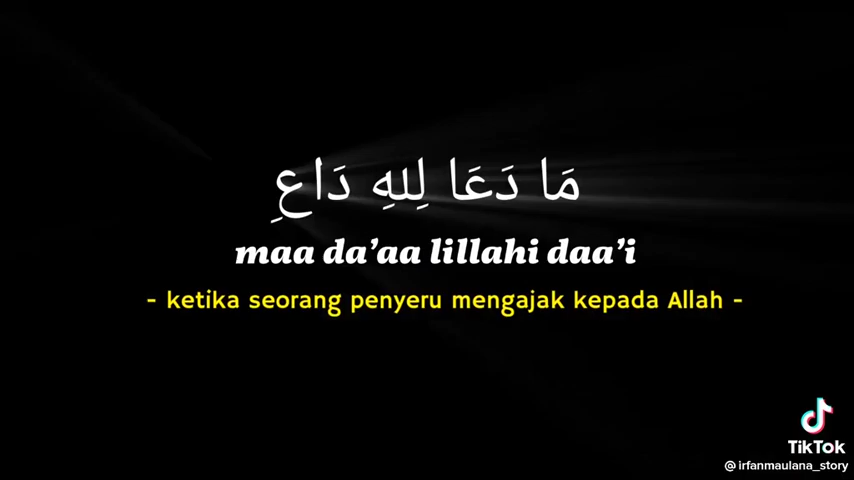 مَا دَعَا لِلهِ دَاعِ
maa da'aa lillahi daa'i
- ketika seorang penyeru mengajak kepada Allah -
TikTok
@irfanmaulana_story